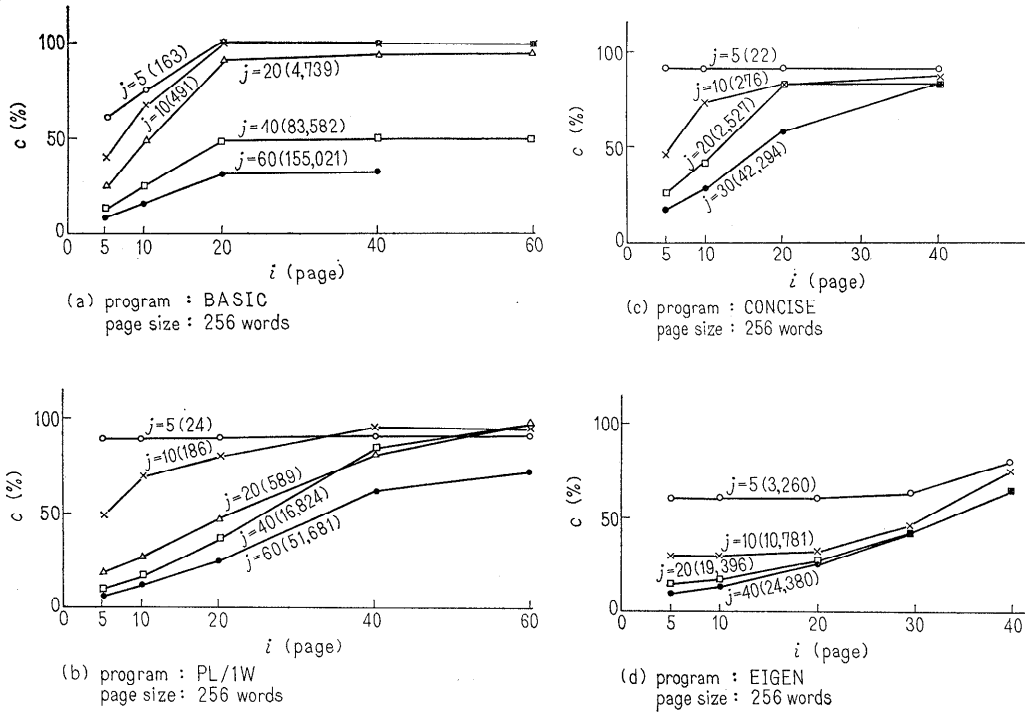 c (%)
100
50
0
j=5(163)
j=10(491)
j=20(4,739)
j=40(83,582)
j=60(155,021)
0 5 10 20 40 60
i (page)
(a) program : BASIC
page size : 256 words
c (%)
100
50
0
j=5(22)
j=10(276)
j=20(2,527)
j=30(42,294)
0 5 10 20 30 40
i (page)
(c) program : CONCISE
page size : 256 words
c (%)
100
50
0
j=5(24)
j=10(186)
j=20(589)
j=40(16,824)
j=60(51,681)
0 5 10 20 40 60
i (page)
(b) program : PL/1W
page size : 256 words
c (%)
100
50
0
j=5(3,260)
j=10(10,781)
j=20(19,396)
j=40(24,380)
0 5 10 20 30 40
i (page)
(d) program : EIGEN
page size : 256 words